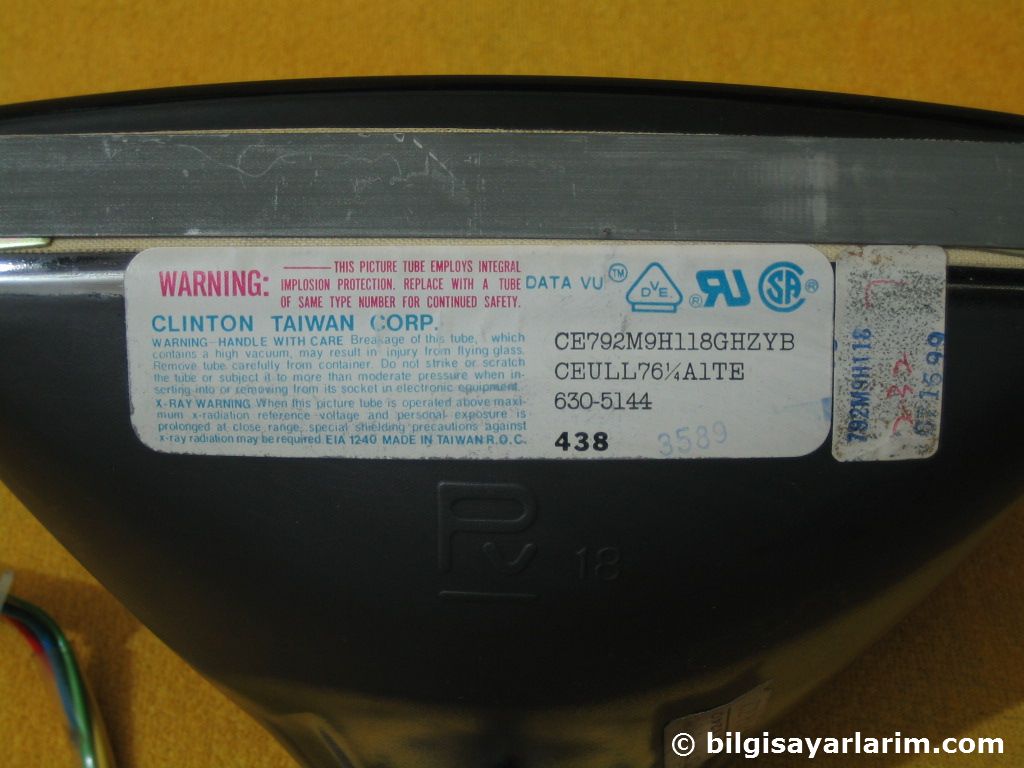 WARNING: THIS PICTURE TUBE EMPLOYS INTEGRAL
IMPLOSION PROTECTION. REPLACE WITH A TUBE
OF SAME TYPE NUMBER FOR CONTINUED SAFETY.
CLINTON TAIWAN CORP.
WARNING-HANDLE WITH CARE Breakage of this tube, which
contains a high vacuum, may result in injury from flying glass.
Remove tube carefully from container. Do not strike or scratch
the tube or subject it to more than moderate pressure when in-
serting into or removing from its socket in electronic equipment.
X-RAY WARNING When this picture tube is operated above maxi-
mum x-radiation reference voltage and personal exposure is
prolonged at close range, special shielding precautions against
x-ray radiation may be required. EIA 1240 MADE IN TAIWAN R.O.C.
DATA VU™
DVE
® RU
SA ®
CE792M9H118GHZYB
CEULL76¼A1TE
630-5144
438
3589
792M9H118
1599
PV
18
© bilgisayarlarim.com